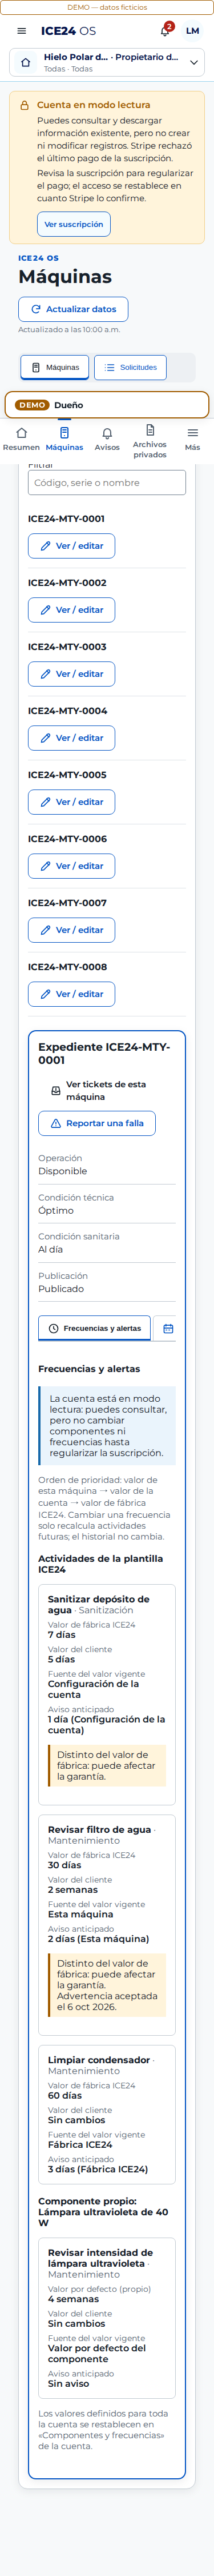 DEMO — datos ficticios
ICE24 OS
2
LM
Hielo Polar d... · Propietario d...
Todas · Todas
Cuenta en modo lectura
Puedes consultar y descargar
información existente, pero no crear
ni modificar registros. Stripe rechazó
el último pago de la suscripción.
Revisa la suscripción para regularizar
el pago; el acceso se restablece en
cuanto Stripe lo confirme.
Ver suscripción
ICE24 OS
Máquinas
Actualizar datos
Actualizado a las 10:00 a.m.
Máquinas
Solicitudes
DEMO Dueño
Resumen
Máquinas
Avisos
Archivos
privados
Más
Filtrar
Código, serie o nombre
ICE24-MTY-0001
Ver / editar
ICE24-MTY-0002
Ver / editar
ICE24-MTY-0003
Ver / editar
ICE24-MTY-0004
Ver / editar
ICE24-MTY-0005
Ver / editar
ICE24-MTY-0006
Ver / editar
ICE24-MTY-0007
Ver / editar
ICE24-MTY-0008
Ver / editar
Expediente ICE24-MTY-
0001
Ver tickets de esta
máquina
Reportar una falla
Operación
Disponible
Condición técnica
Óptimo
Condición sanitaria
Al día
Publicación
Publicado
Frecuencias y alertas
Frecuencias y alertas
La cuenta está en modo
lectura: puedes consultar,
pero no cambiar
componentes ni
frecuencias hasta
regularizar la suscripción.
Orden de prioridad: valor de
esta máquina → valor de la
cuenta → valor de fábrica
ICE24. Cambiar una frecuencia
solo recalcula actividades
futuras; el historial no cambia.
Actividades de la plantilla
ICE24
Sanitizar depósito de
agua · Sanitización
Valor de fábrica ICE24
7 días
Valor del cliente
5 días
Fuente del valor vigente
Configuración de la
cuenta
Aviso anticipado
1 día (Configuración de la
cuenta)
Distinto del valor de
fábrica: puede afectar
la garantía.
Revisar filtro de agua ·
Mantenimiento
Valor de fábrica ICE24
30 días
Valor del cliente
2 semanas
Fuente del valor vigente
Esta máquina
Aviso anticipado
2 días (Esta máquina)
Distinto del valor de
fábrica: puede afectar
la garantía.
Advertencia aceptada
el 6 oct 2026.
Limpiar condensador ·
Mantenimiento
Valor de fábrica ICE24
60 días
Valor del cliente
Sin cambios
Fuente del valor vigente
Fábrica ICE24
Aviso anticipado
3 días (Fábrica ICE24)
Componente propio:
Lámpara ultravioleta de 40
W
Revisar intensidad de
lámpara ultravioleta ·
Mantenimiento
Valor por defecto (propio)
4 semanas
Valor del cliente
Sin cambios
Fuente del valor vigente
Valor por defecto del
componente
Aviso anticipado
Sin aviso
Los valores definidos para toda
la cuenta se restablecen en
«Componentes y frecuencias»
de la cuenta.